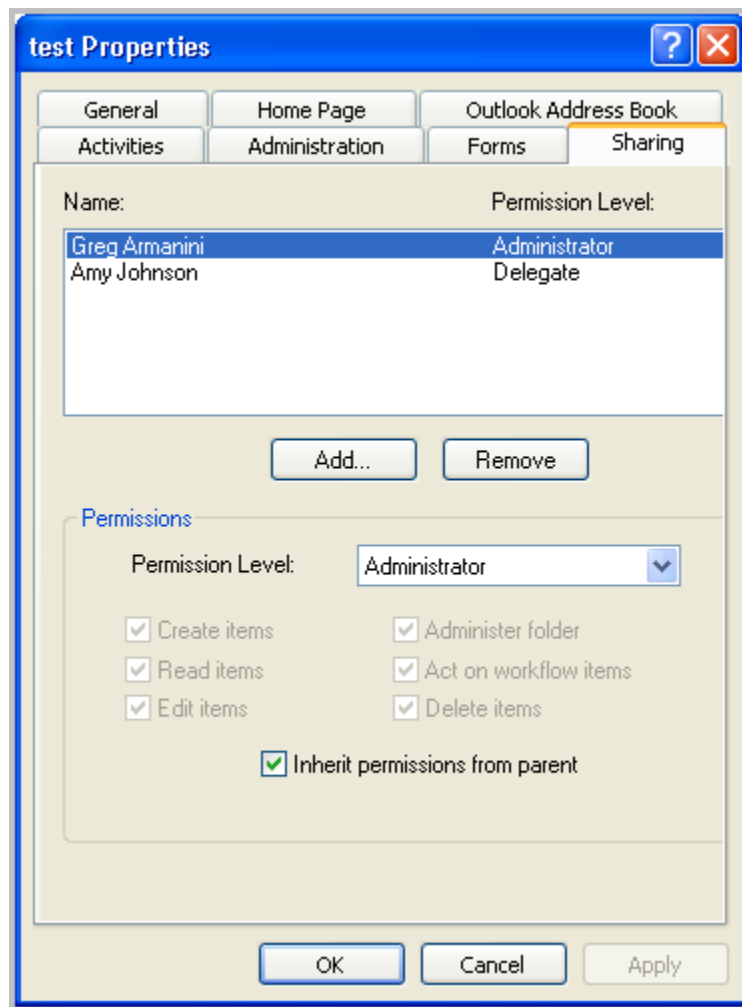 test Properties
General Home Page Outlook Address Book
Activities Administration Forms Sharing
Name: Permission Level:
Greg Armanini Administrator
Amy Johnson Delegate
Add... Remove
Permissions
Permission Level: Administrator
Create items Administer folder
Read items Act on workflow items
Edit items Delete items
Inherit permissions from parent
OK Cancel Apply